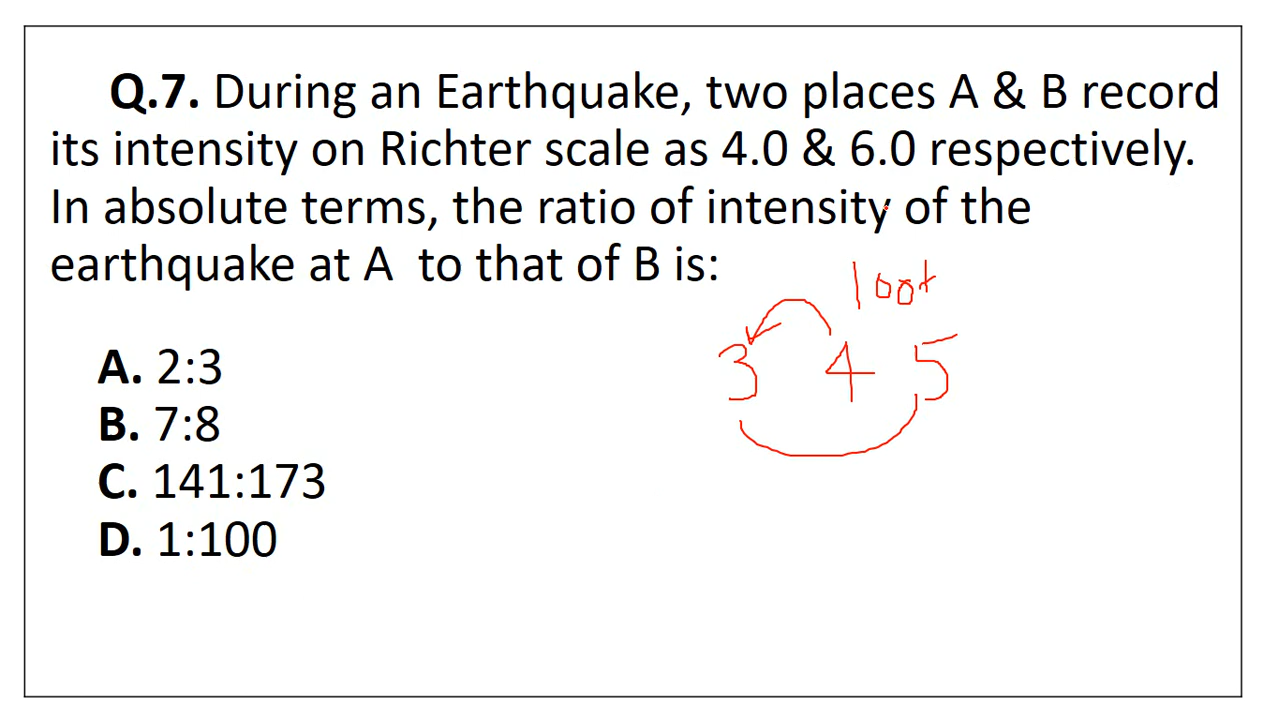 Q.7. During an Earthquake, two places A & B record
its intensity on Richter scale as 4.0 & 6.0 respectively.
In absolute terms, the ratio of intensity of the
earthquake at A to that of B is:
100t
3 4 5
A. 2:3
B. 7:8
C. 141:173
D. 1:100